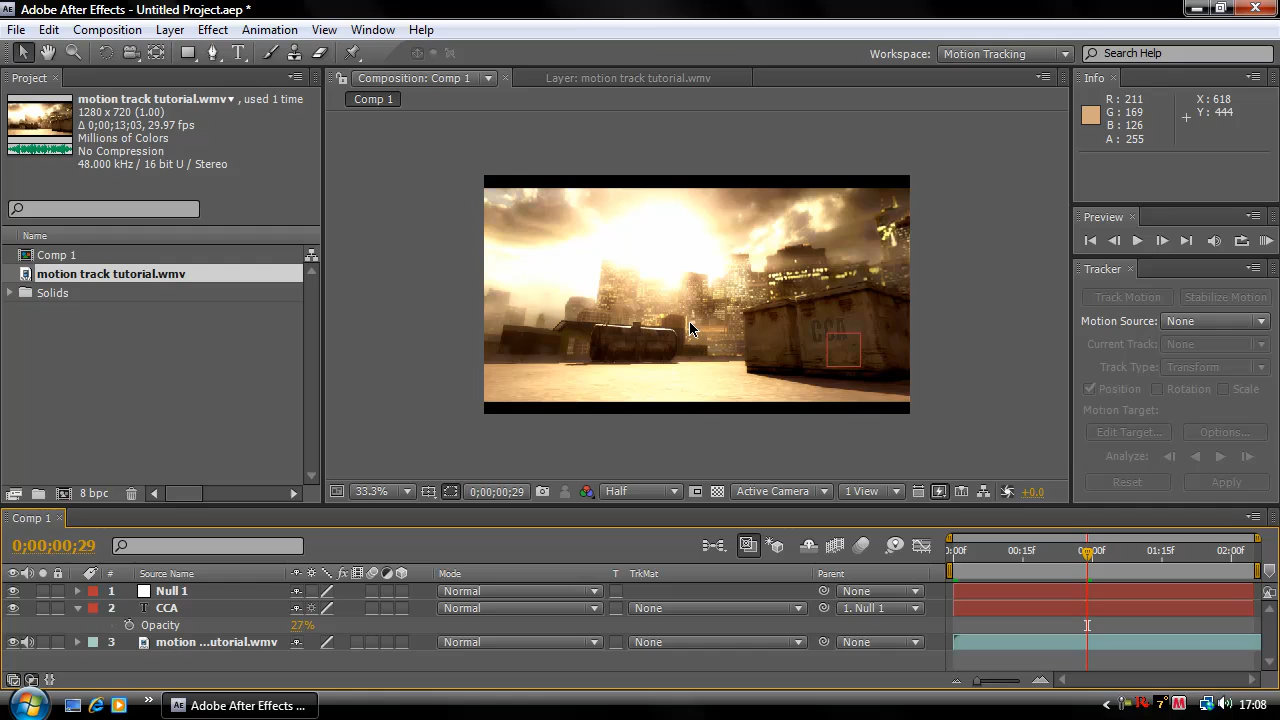 Adobe After Effects - Untitled Project.aep *
File Edit Composition Layer Effect Animation View Window Help
Workspace: Motion Tracking Search Help
Project
motion track tutorial.wmv , used 1 time
1280 x 720 (1.00)
Δ 0;00;13;03, 29.97 fps
Millions of Colors
No Compression
48.000 kHz / 16 bit U / Stereo
Name
Comp 1
motion track tutorial.wmv
Solids
8 bpc
Composition: Comp 1 Layer: motion track tutorial.wmv
Comp 1
CCA
33.3% 0;00;00;29 Half Active Camera 1 View +0.0
Info
R: 211 X: 618
G: 169 Y: 444
B: 126
A: 255
Preview
Tracker
Track Motion Stabilize Motion
Motion Source: None
Current Track: None
Track Type: Transform
Position Rotation Scale
Motion Target:
Edit Target... Options...
Analyze:
Reset Apply
Comp 1
0;00;00;29
:00f 00:15f 01:00f 01:15f 02:00f
# Source Name fx Mode T TrkMat Parent
1 Null 1 Normal None
2 T CCA Normal None 1. Null 1
Opacity 27%
3 motion ...utorial.wmv Normal None None
Ae Adobe After Effects ... 17:08